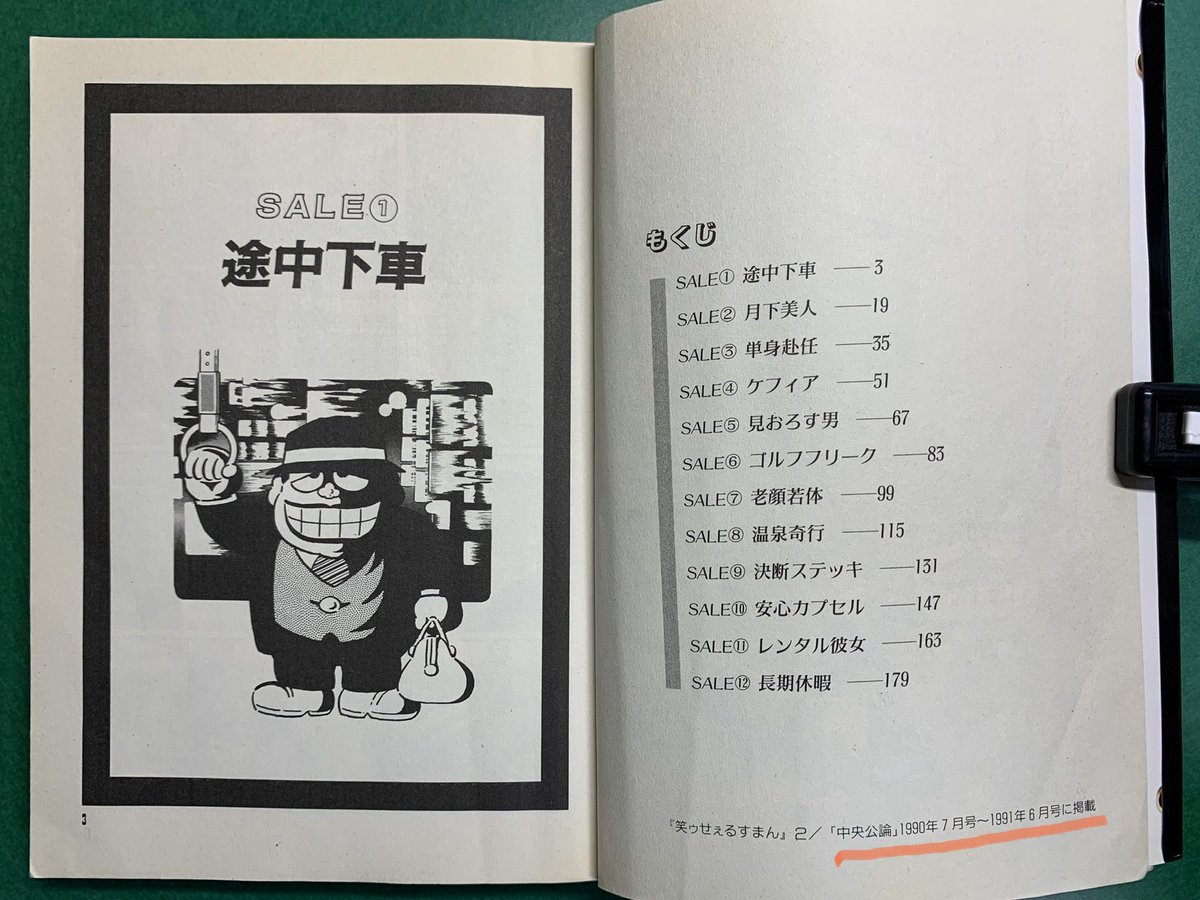 SALE①
途中下車
3
もくじ
SALE① 途中下車 ──3
SALE② 月下美人 ──19
SALE③ 単身赴任 ──35
SALE④ ケフィア ──51
SALE⑤ 見おろす男 ──67
SALE⑥ ゴルフフリーク ──83
SALE⑦ 老顔若体 ──99
SALE⑧ 温泉奇行 ──115
SALE⑨ 決断ステッキ ──131
SALE⑩ 安心カプセル ──147
SALE⑪ レンタル彼女 ──163
SALE⑫ 長期休暇 ──179
『笑ゥせぇるすまん』2／「中央公論」1990年7月号〜1991年6月号に掲載